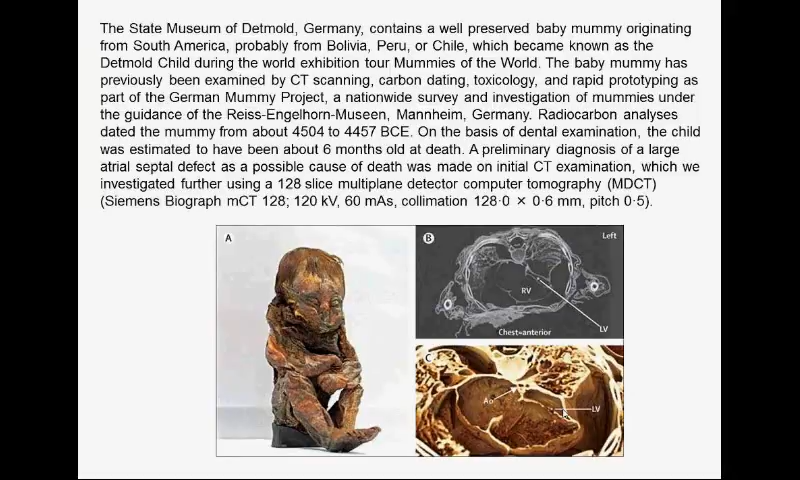 The State Museum of Detmold, Germany, contains a well preserved baby mummy originating
from South America, probably from Bolivia, Peru, or Chile, which became known as the
Detmold Child during the world exhibition tour Mummies of the World. The baby mummy has
previously been examined by CT scanning, carbon dating, toxicology, and rapid prototyping as
part of the German Mummy Project, a nationwide survey and investigation of mummies under
the guidance of the Reiss-Engelhorn-Museen, Mannheim, Germany. Radiocarbon analyses
dated the mummy from about 4504 to 4457 BCE. On the basis of dental examination, the child
was estimated to have been about 6 months old at death. A preliminary diagnosis of a large
atrial septal defect as a possible cause of death was made on initial CT examination, which we
investigated further using a 128 slice multiplane detector computer tomography (MDCT)
(Siemens Biograph mCT 128; 120 kV, 60 mAs, collimation 128·0 × 0·6 mm, pitch 0·5).
A
B
Left
RV
LV
Chest=anterior
C
Ao
LV